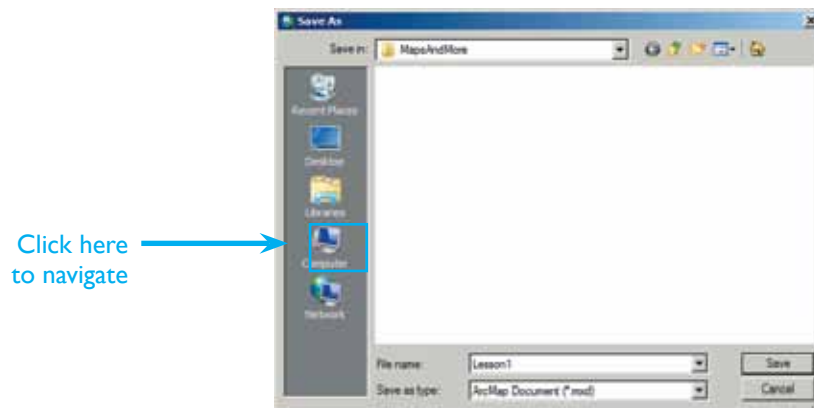 Save As
Save in: MapsAndMore
Recent Places
Desktop
Libraries
Click here
to navigate
Computer
Network
File name: Lesson1 Save
Save as type: ArcMap Document (*.mxd) Cancel